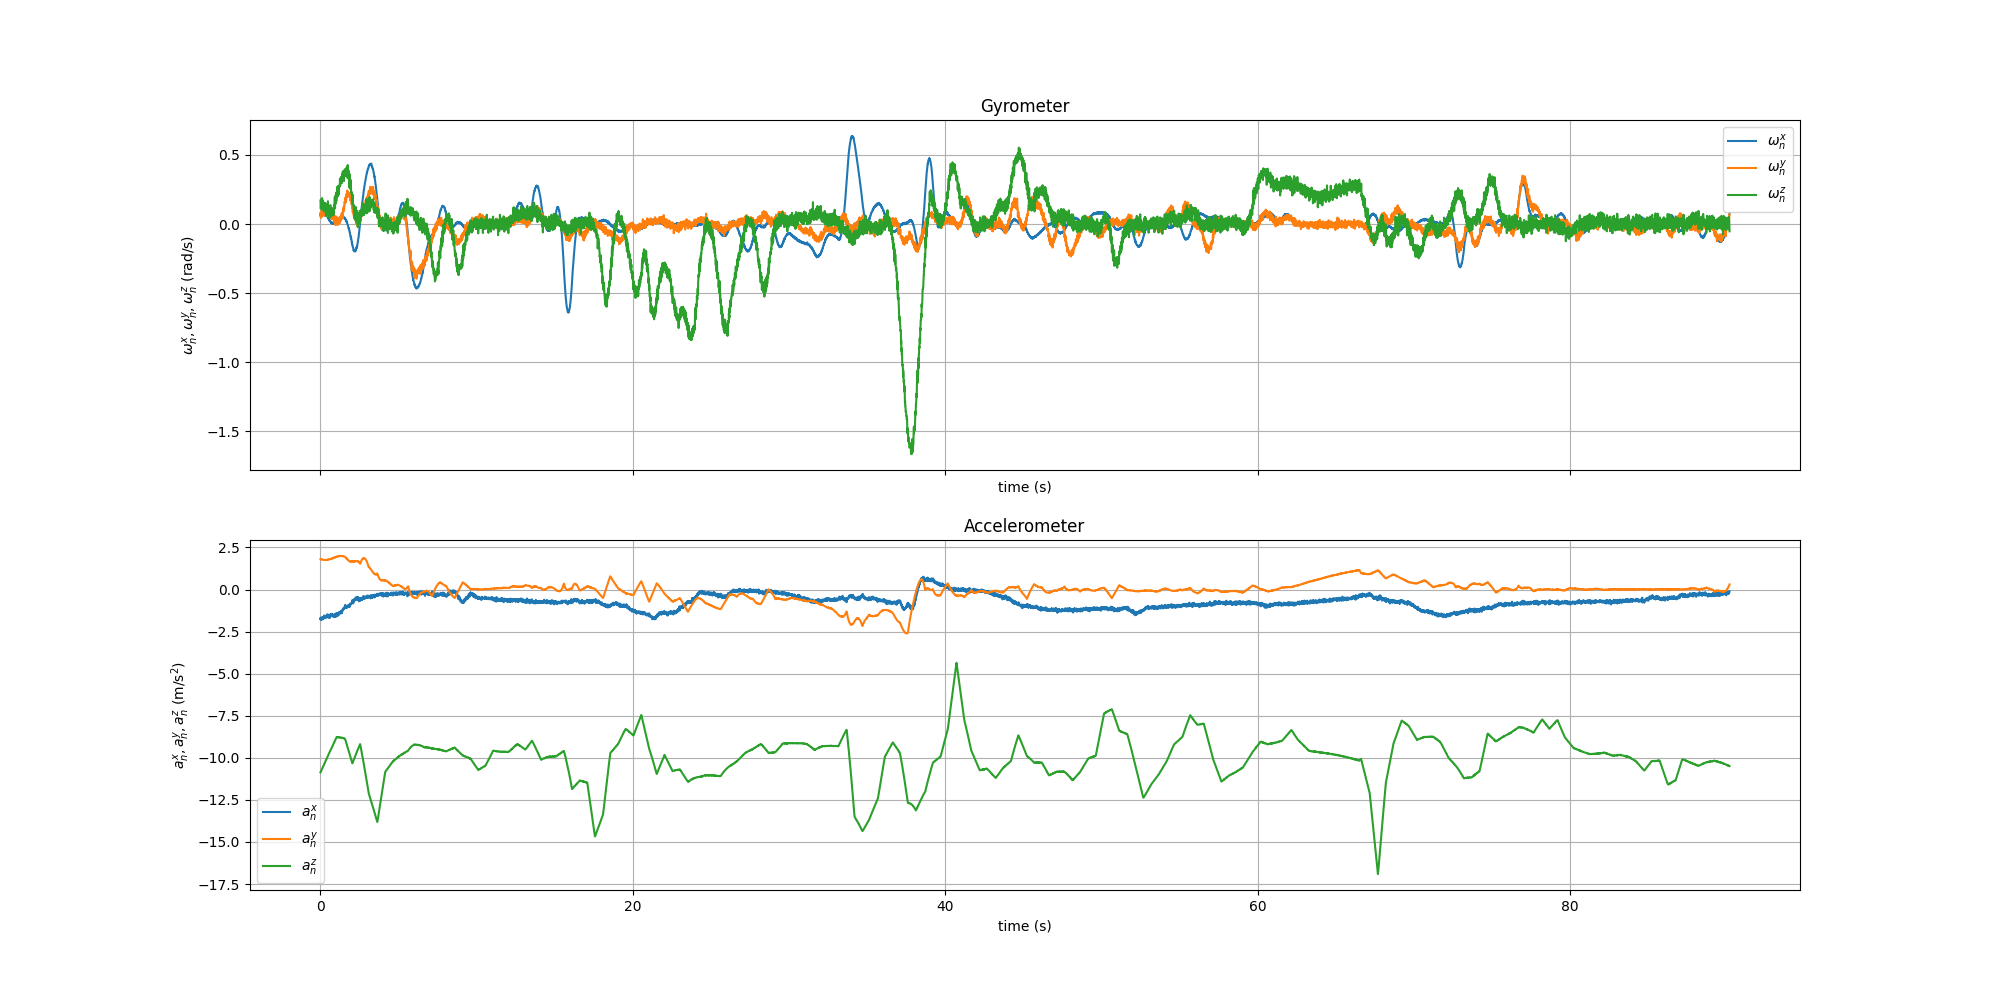 Gyrometer
0.5
0.0
−0.5
−1.0
−1.5
ω_n^x, ω_n^y, ω_n^z (rad/s)
ω_n^x
ω_n^y
ω_n^z
time (s)
Accelerometer
2.5
0.0
−2.5
−5.0
−7.5
−10.0
−12.5
−15.0
−17.5
a_n^x, a_n^y, a_n^z (m/s²)
a_n^x
a_n^y
a_n^z
0 20 40 60 80
time (s)